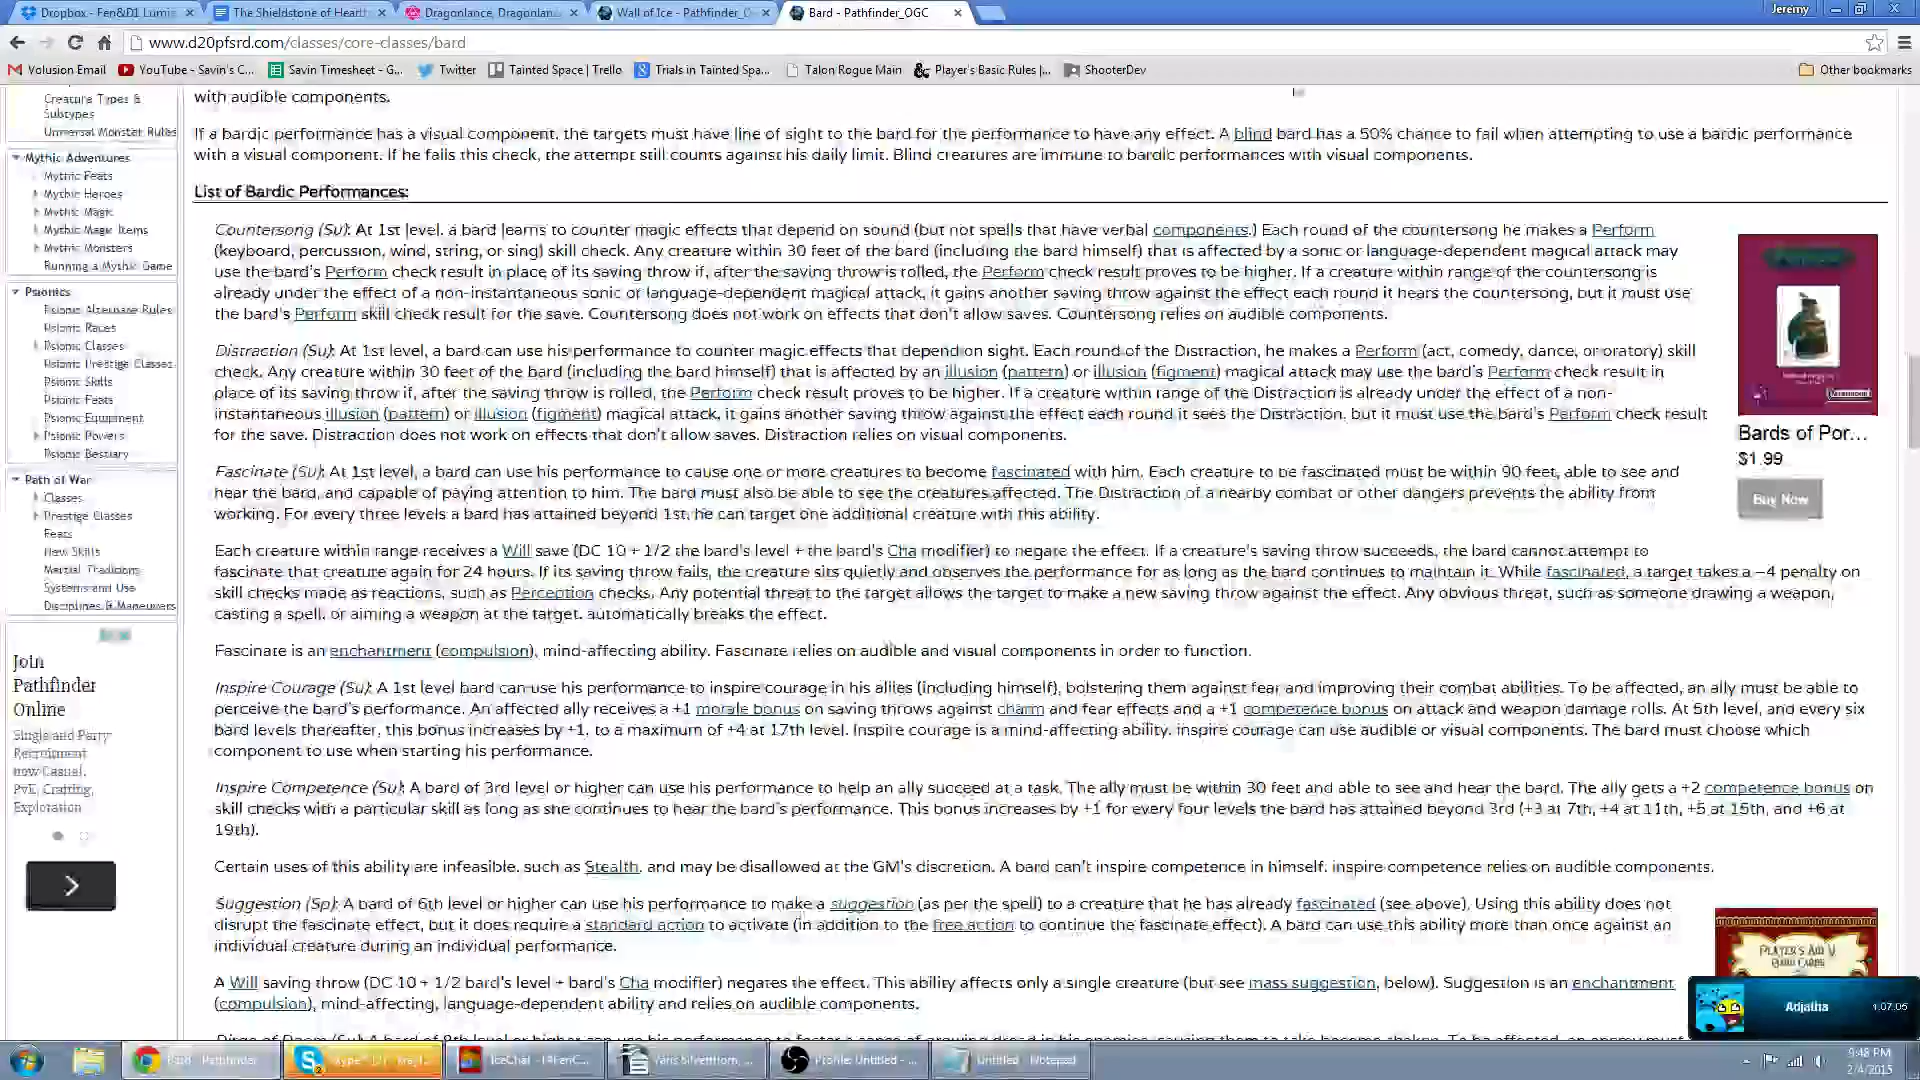 Dropbox - Fen&D1 Lumis
The Shieldstone of Hearth
Dragonlance, Dragonlanc
Wall of Ice - Pathfinder_O
Bard - Pathfinder_OGC
Jeremy
www.d20pfsrd.com/classes/core-classes/bard
Volusion Email
YouTube - Savin's C...
Savin Timesheet - G...
Twitter
Tainted Space | Trello
Trials in Tainted Spa...
Talon Rogue Main
Player's Basic Rules |...
ShooterDev
Other bookmarks
Creature Types &
Subtypes
Universal Monster Rules
Mythic Adventures
Mythic Feats
Mythic Heroes
Mythic Magic
Mythic Magic Items
Mythic Monsters
Running a Mythic Game
Psionics
Psionic Alternate Rules
Psionic Races
Psionic Classes
Psionic Prestige Classes
Psionic Skills
Psionic Feats
Psionic Equipment
Psionic Powers
Psionic Bestiary
Path of War
Classes
Prestige Classes
Feats
New Skills
Martial Traditions
Systems and Use
Disciplines & Maneuvers
Join
Pathfinder
Online
Single and Party
Recruitment
now Casual,
PvE, Crafting,
Exploration
with audible components.
If a bardic performance has a visual component, the targets must have line of sight to the bard for the performance to have any effect. A blind bard has a 50% chance to fail when attempting to use a bardic performance
with a visual component. If he fails this check, the attempt still counts against his daily limit. Blind creatures are immune to bardic performances with visual components.
List of Bardic Performances:
Countersong (Su): At 1st level, a bard learns to counter magic effects that depend on sound (but not spells that have verbal components.) Each round of the countersong he makes a Perform
(keyboard, percussion, wind, string, or sing) skill check. Any creature within 30 feet of the bard (including the bard himself) that is affected by a sonic or language-dependent magical attack may
use the bard's Perform check result in place of its saving throw if, after the saving throw is rolled, the Perform check result proves to be higher. If a creature within range of the countersong is
already under the effect of a non-instantaneous sonic or language-dependent magical attack, it gains another saving throw against the effect each round it hears the countersong, but it must use
the bard's Perform skill check result for the save. Countersong does not work on effects that don't allow saves. Countersong relies on audible components.
Distraction (Su): At 1st level, a bard can use his performance to counter magic effects that depend on sight. Each round of the Distraction, he makes a Perform (act, comedy, dance, or oratory) skill
check. Any creature within 30 feet of the bard (including the bard himself) that is affected by an illusion (pattern) or illusion (figment) magical attack may use the bard's Perform check result in
place of its saving throw if, after the saving throw is rolled, the Perform check result proves to be higher. If a creature within range of the Distraction is already under the effect of a non-
instantaneous illusion (pattern) or illusion (figment) magical attack, it gains another saving throw against the effect each round it sees the Distraction, but it must use the bard's Perform check result
for the save. Distraction does not work on effects that don't allow saves. Distraction relies on visual components.
Fascinate (Su): At 1st level, a bard can use his performance to cause one or more creatures to become fascinated with him. Each creature to be fascinated must be within 90 feet, able to see and
hear the bard, and capable of paying attention to him. The bard must also be able to see the creatures affected. The Distraction of a nearby combat or other dangers prevents the ability from
working. For every three levels a bard has attained beyond 1st, he can target one additional creature with this ability.
Each creature within range receives a Will save (DC 10 + 1/2 the bard's level + the bard's Cha modifier) to negate the effect. If a creature's saving throw succeeds, the bard cannot attempt to
fascinate that creature again for 24 hours. If its saving throw fails, the creature sits quietly and observes the performance for as long as the bard continues to maintain it. While fascinated, a target takes a –4 penalty on
skill checks made as reactions, such as Perception checks. Any potential threat to the target allows the target to make a new saving throw against the effect. Any obvious threat, such as someone drawing a weapon,
casting a spell, or aiming a weapon at the target, automatically breaks the effect.
Fascinate is an enchantment (compulsion), mind-affecting ability. Fascinate relies on audible and visual components in order to function.
Inspire Courage (Su): A 1st level bard can use his performance to inspire courage in his allies (including himself), bolstering them against fear and improving their combat abilities. To be affected, an ally must be able to
perceive the bard's performance. An affected ally receives a +1 morale bonus on saving throws against charm and fear effects and a +1 competence bonus on attack and weapon damage rolls. At 5th level, and every six
bard levels thereafter, this bonus increases by +1, to a maximum of +4 at 17th level. Inspire courage is a mind-affecting ability. inspire courage can use audible or visual components. The bard must choose which
component to use when starting his performance.
Inspire Competence (Su): A bard of 3rd level or higher can use his performance to help an ally succeed at a task. The ally must be within 30 feet and able to see and hear the bard. The ally gets a +2 competence bonus on
skill checks with a particular skill as long as she continues to hear the bard's performance. This bonus increases by +1 for every four levels the bard has attained beyond 3rd (+3 at 7th, +4 at 11th, +5 at 15th, and +6 at
19th).
Certain uses of this ability are infeasible, such as Stealth, and may be disallowed at the GM's discretion. A bard can't inspire competence in himself. inspire competence relies on audible components.
Suggestion (Sp): A bard of 6th level or higher can use his performance to make a suggestion (as per the spell) to a creature that he has already fascinated (see above). Using this ability does not
disrupt the fascinate effect, but it does require a standard action to activate (in addition to the free action to continue the fascinate effect). A bard can use this ability more than once against an
individual creature during an individual performance.
A Will saving throw (DC 10 + 1/2 bard's level + bard's Cha modifier) negates the effect. This ability affects only a single creature (but see mass suggestion, below). Suggestion is an enchantment
(compulsion), mind-affecting, language-dependent ability and relies on audible components.
Bards of Por...
$1.99
Buy Now
PLAYER'S AID V
BARD CARDS
Adjatha
1:07:05
Bard - Pathfinder
IceChat
Profile: Untitled - ...
Untitled - Notepad
9:48 PM
2/4/2015